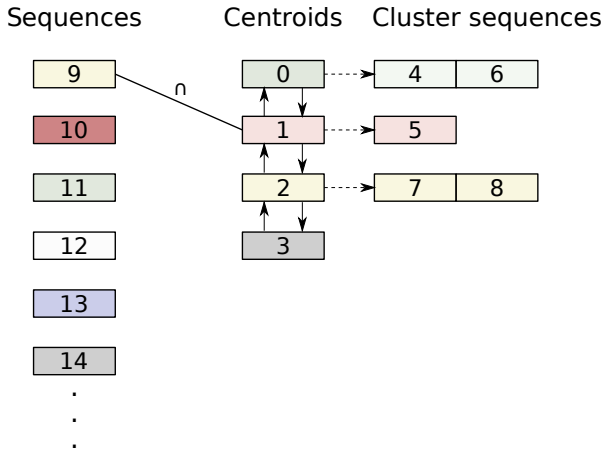 Sequences Centroids Cluster sequences
9 ∩ 0 4 6
10 1 5
11 2 7 8
12 3
13
14
.
.
.